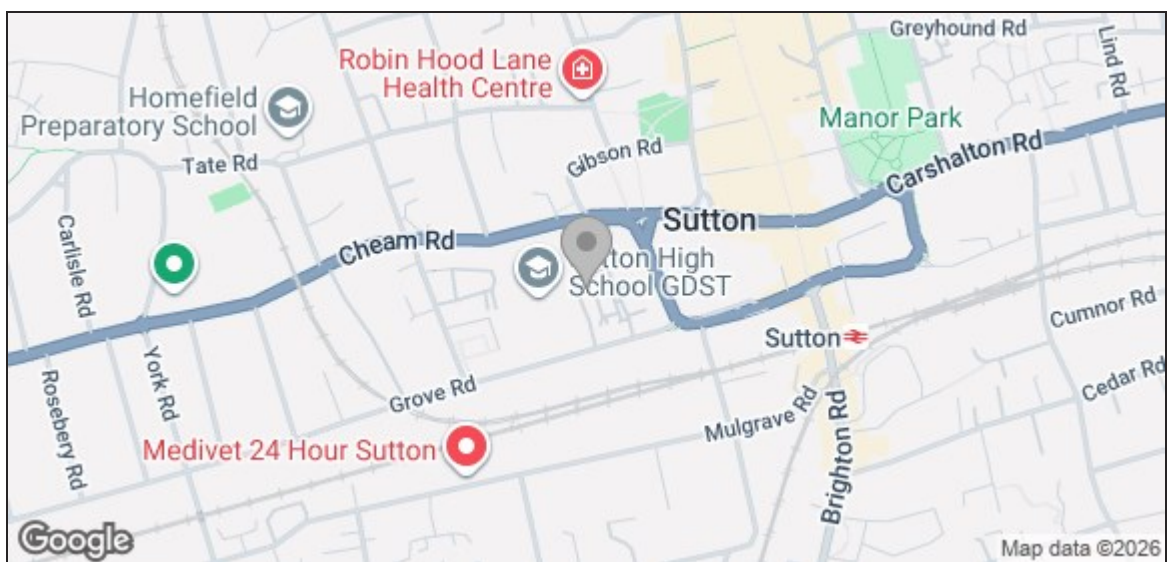 Greyhound Rd
Lind Rd
Robin Hood Lane
Health Centre
Homefield
Preparatory School
Manor Park
Gibson Rd
Tate Rd
Carshalton Rd
Carlisle Rd
Cheam Rd
Sutton
tton High
School GDST
Cumnor Rd
Sutton
York Rd
Rosebery Rd
Grove Rd
Cedar Rd
Mulgrave Rd
Brighton Rd
Medivet 24 Hour Sutton
Google
Map data ©2026